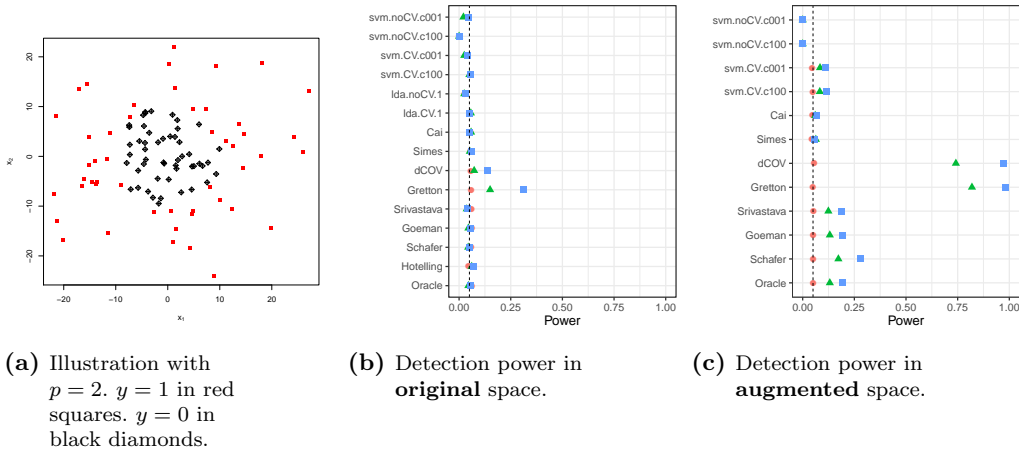 20
10
0
−10
−20
x2
−20
−10
0
10
20
x1
svm.noCV.c001
svm.noCV.c100
svm.CV.c001
svm.CV.c100
lda.noCV.1
lda.CV.1
Cai
Simes
dCOV
Gretton
Srivastava
Goeman
Schafer
Hotelling
Oracle
0.00 0.25 0.50 0.75 1.00
Power
svm.noCV.c001
svm.noCV.c100
svm.CV.c001
svm.CV.c100
Cai
Simes
dCOV
Gretton
Srivastava
Goeman
Schafer
Oracle
0.00 0.25 0.50 0.75 1.00
Power
(a) Illustration with
p = 2. y = 1 in red
squares. y = 0 in
black diamonds.
(b) Detection power in
original space.
(c) Detection power in
augmented space.